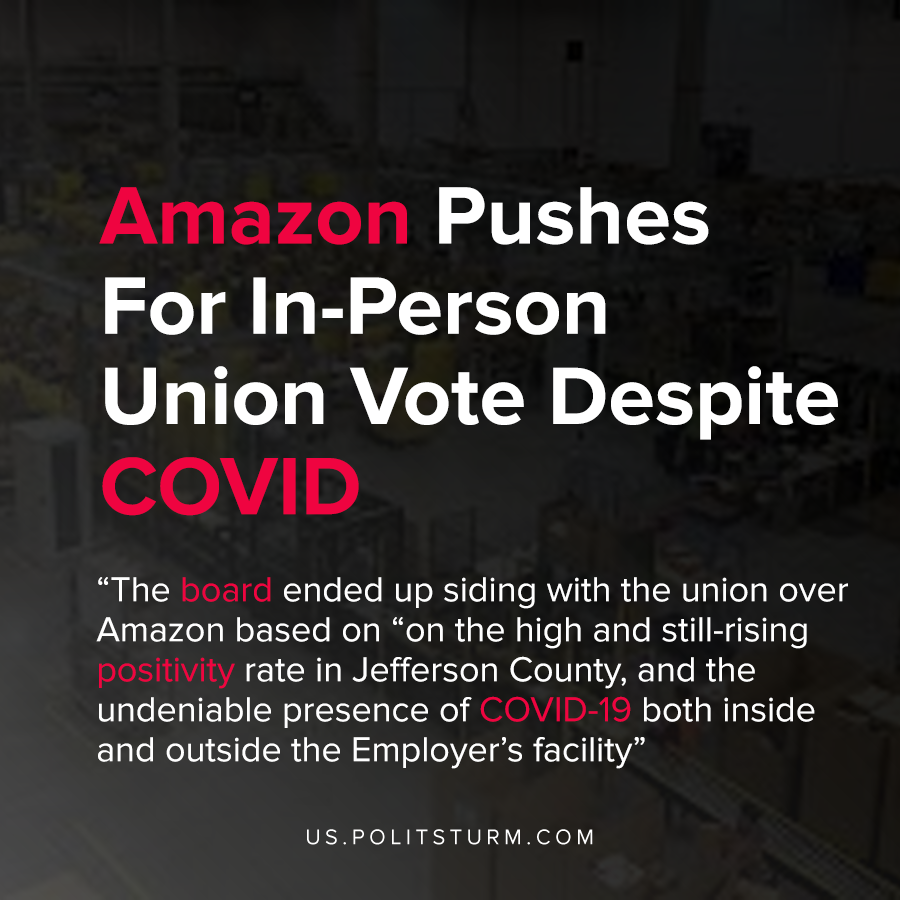 Amazon Pushes
For In-Person
Union Vote Despite
COVID
“The board ended up siding with the union over
Amazon based on “on the high and still-rising
positivity rate in Jefferson County, and the
undeniable presence of COVID-19 both inside
and outside the Employer’s facility”
US.POLITSTURM.COM